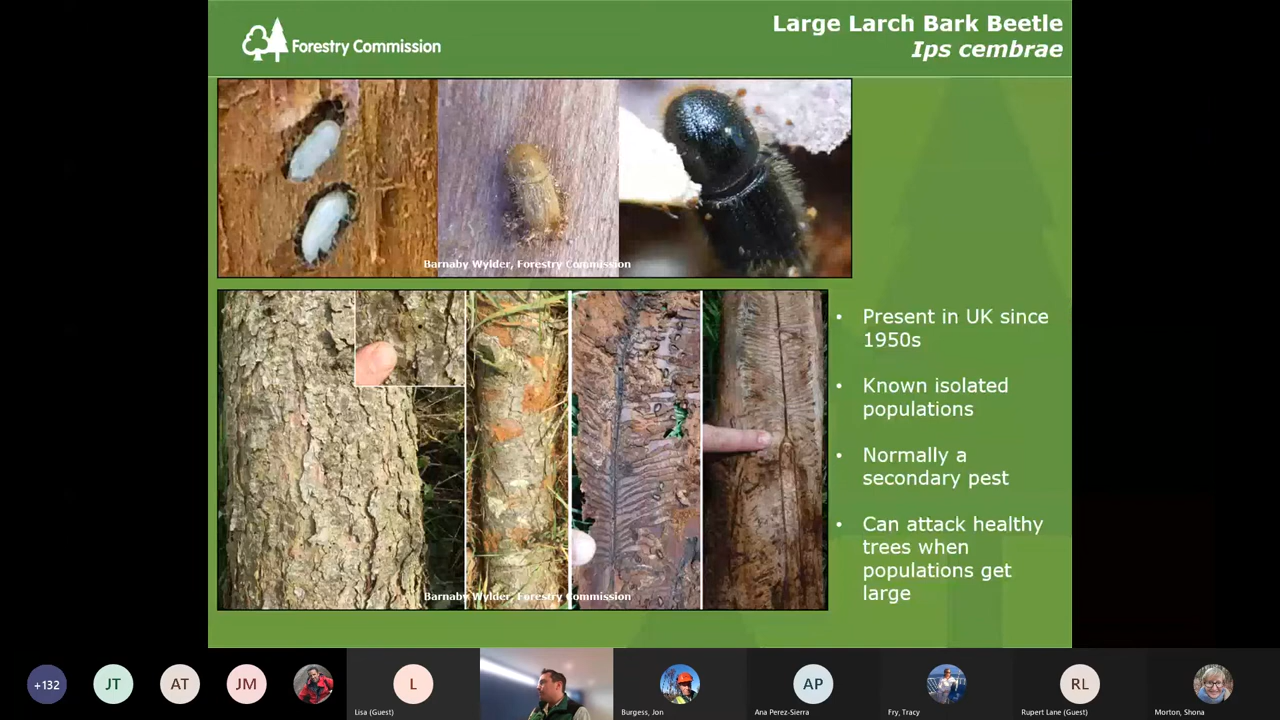 Forestry Commission
Large Larch Bark Beetle
Ips cembrae
Barnaby Wylder, Forestry Commission
Barnaby Wylder, Forestry Commission
• Present in UK since
1950s
• Known isolated
populations
• Normally a
secondary pest
• Can attack healthy
trees when
populations get
large
+132
JT
AT
JM
L
Lisa (Guest)
Burgess, Jon
AP
Ana Perez-Sierra
Fry, Tracy
RL
Rupert Lane (Guest)
Morton, Shona